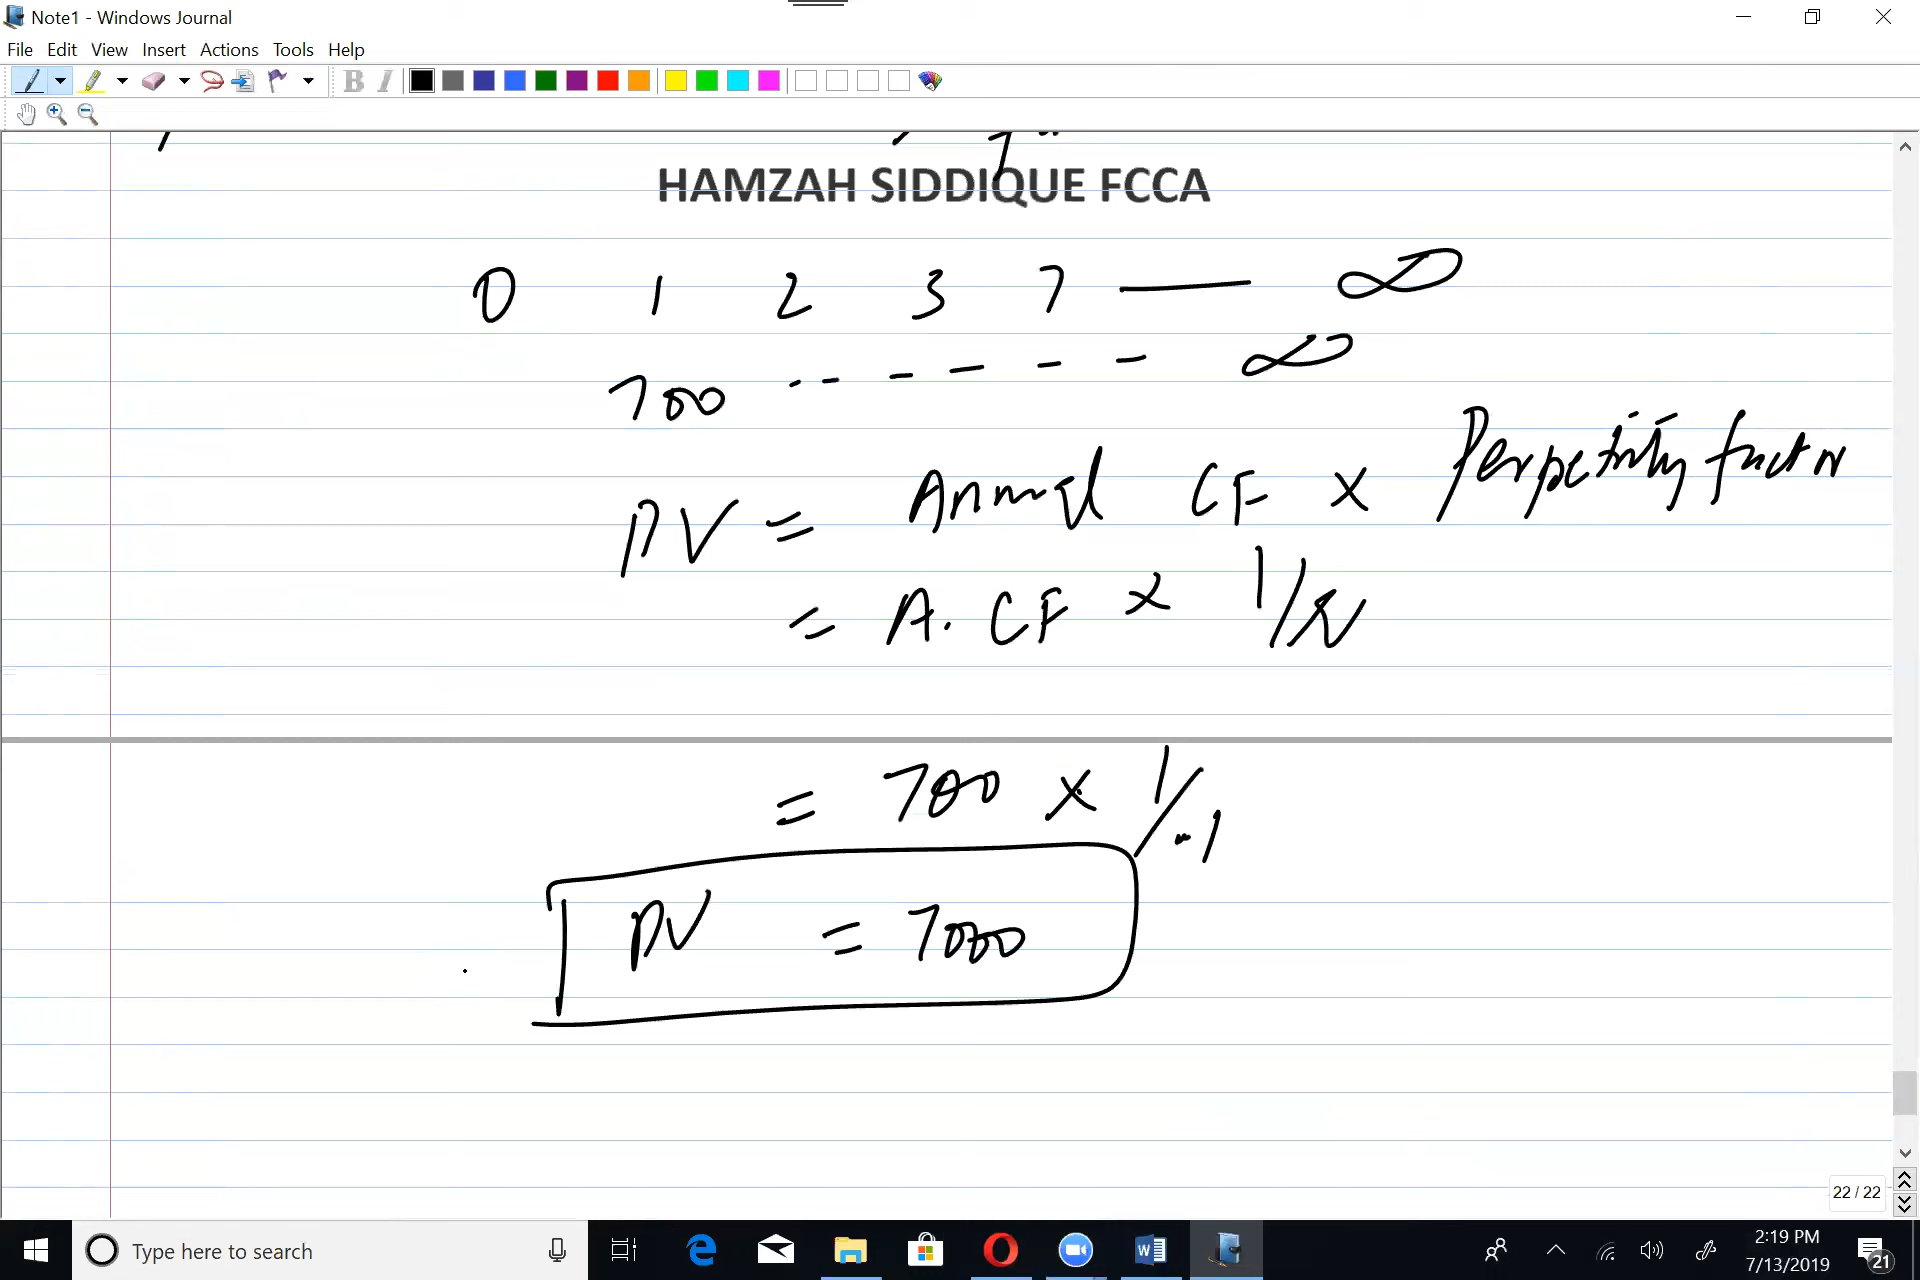 Note1 - Windows Journal
File Edit View Insert Actions Tools Help
B I
HAMZAH SIDDIQUE FCCA
0 1 2 3 7 — ∞
700 -- - - - - ∞
PV = Annual CF x Perpetuity factor
= A. CF x 1/r
= 700 x 1/.1
PV = 7000
22 / 22
Type here to search
2:19 PM
7/13/2019
21